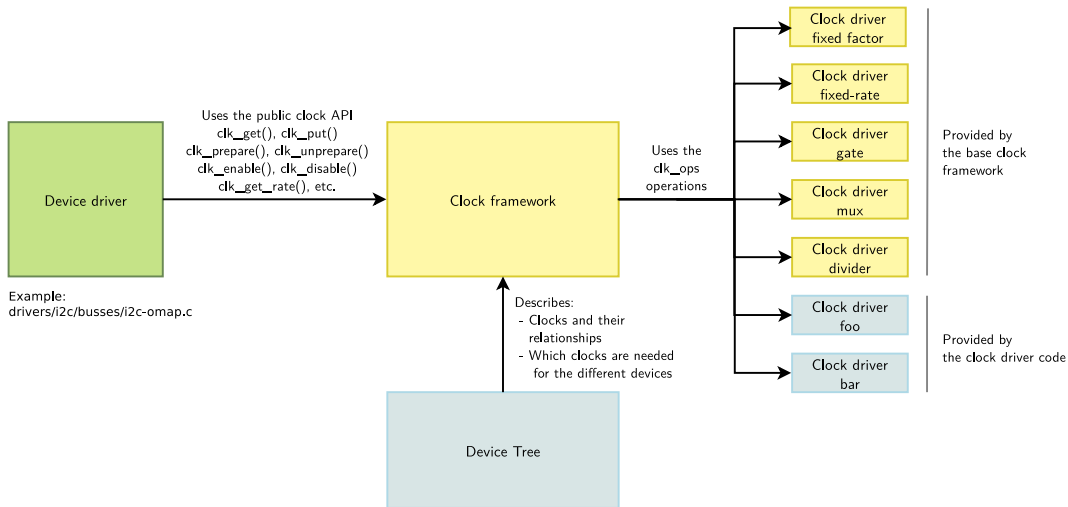 Device driver
Example:
drivers/i2c/busses/i2c-omap.c
Uses the public clock API
clk_get(), clk_put()
clk_prepare(), clk_unprepare()
clk_enable(), clk_disable()
clk_get_rate(), etc.
Clock framework
Describes:
- Clocks and their
relationships
- Which clocks are needed
for the different devices
Device Tree
Uses the
clk_ops
operations
Clock driver
fixed factor
Clock driver
fixed-rate
Clock driver
gate
Clock driver
mux
Clock driver
divider
Clock driver
foo
Clock driver
bar
Provided by
the base clock
framework
Provided by
the clock driver code